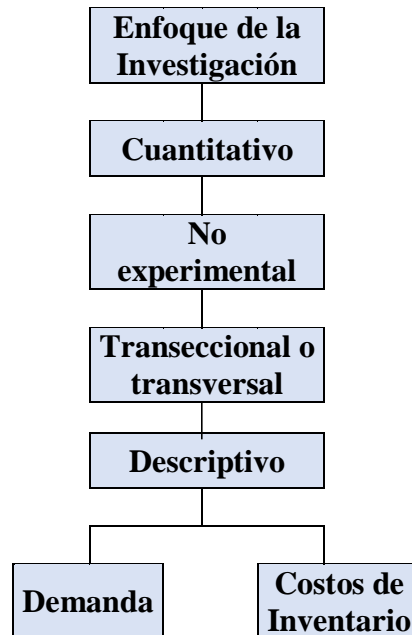 Enfoque de la
Investigación
Cuantitativo
No
experimental
Transeccional o
transversal
Descriptivo
Demanda
Costos de
Inventario